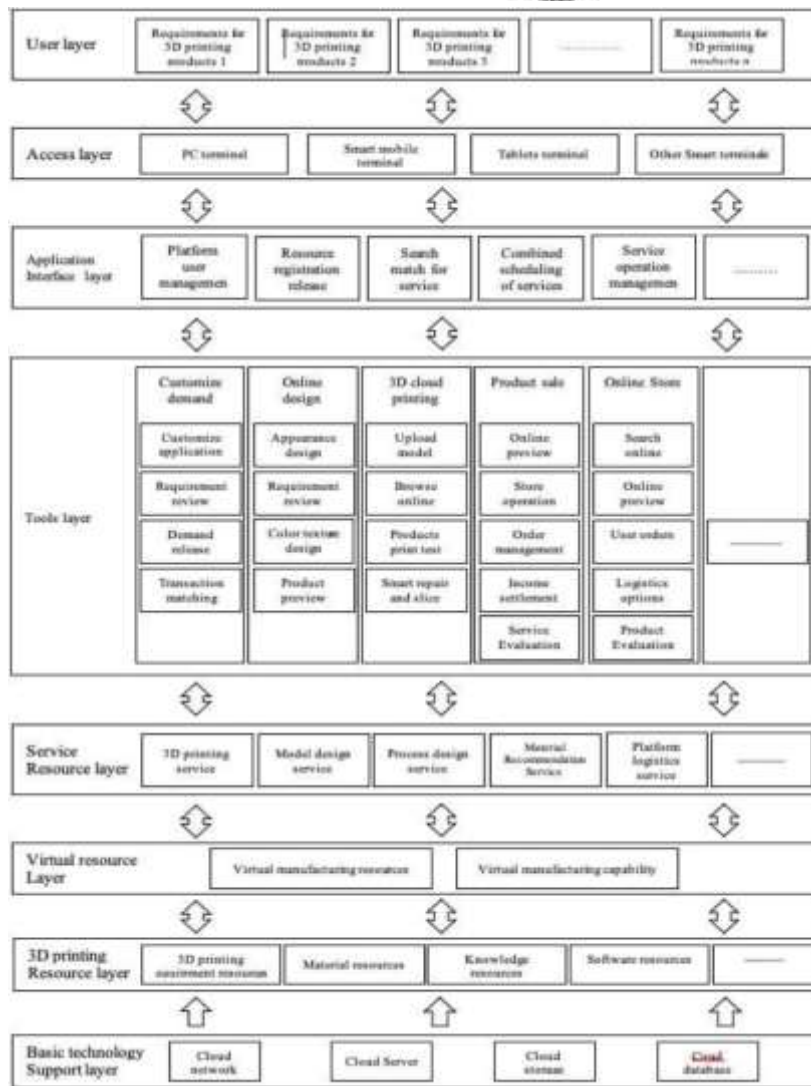 User layer
Requirements for
3D printing
products 1
Requirements for
3D printing
products 2
Requirements for
3D printing
products 3
Requirements for
3D printing
products n
Access layer
PC terminal
Smart mobile
terminal
Tablets terminal
Other Smart terminals
Application
Interface layer
Platform
user
managemen
Resource
registration
release
Search
match for
service
Combined
scheduling
of services
Service
operation
managemen
----------
Tools layer
Customize
demand
Customize
application
Requirement
review
Demand
release
Transaction
matching
Online
design
Appearance
design
Requirement
review
Color texture
design
Product
preview
3D cloud
printing
Upload
model
Browse
online
Products
print test
Smart repair
and slice
Product sale
Online
preview
Store
operation
Order
management
Income
settlement
Service
Evaluation
Online Store
Search
online
Online
preview
User orders
Logistics
options
Product
Evaluation
Service
Resource layer
3D printing
service
Model design
service
Process design
service
Material
Recommendation
Service
Platform
logistics
service
Virtual resource
Layer
Virtual manufacturing resources
Virtual manufacturing capability
3D printing
Resource layer
3D printing
equipment resources
Material resources
Knowledge
resources
Software resources
Basic technology
Support layer
Cloud
network
Cloud Server
Cloud
storage
Cloud
database